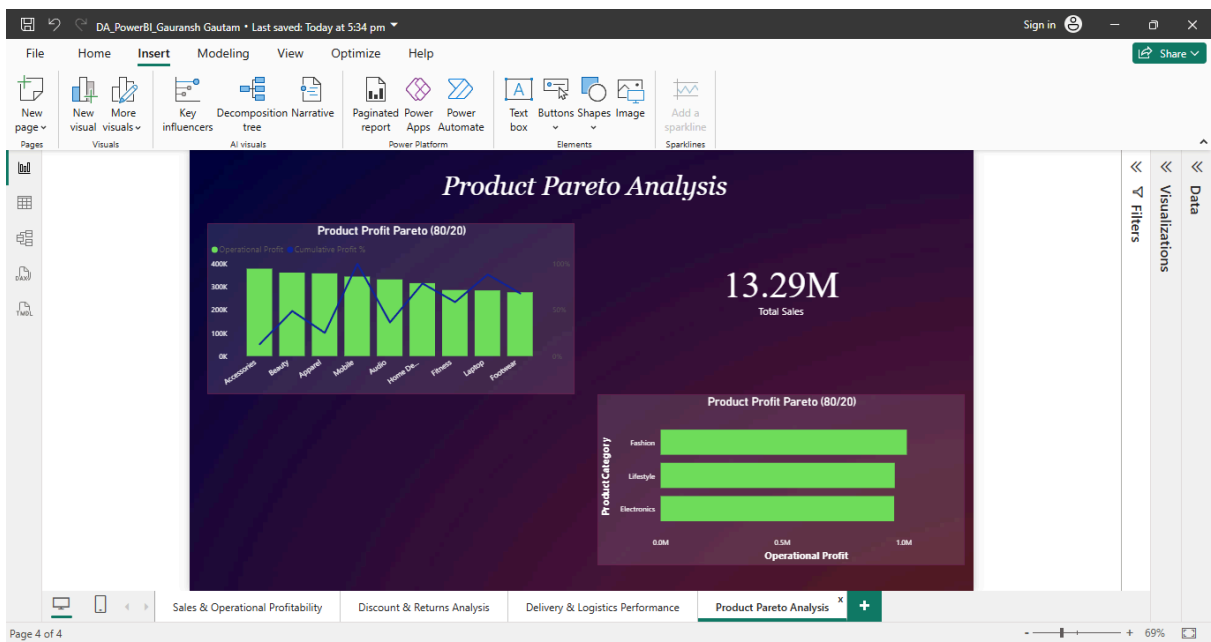 DA_PowerBI_Gauransh Gautam • Last saved: Today at 5:34 pm
Sign in
File Home Insert Modeling View Optimize Help
Share
New page
New visual
More visuals
Key influencers
Decomposition tree
Narrative
Paginated report
Power Apps
Power Automate
Text box
Buttons
Shapes
Image
Add a sparkline
Pages
Visuals
AI visuals
Power Platform
Elements
Sparklines
DAX
TMDL
Product Pareto Analysis
Product Profit Pareto (80/20)
Operational Profit Cumulative Profit %
400K
300K
200K
100K
0K
100%
50%
0%
Accessories
Beauty
Apparel
Mobile
Audio
Home De...
Fitness
Laptop
Footwear
13.29M
Total Sales
Product Profit Pareto (80/20)
Product Category
Fashion
Lifestyle
Electronics
0.0M 0.5M 1.0M
Operational Profit
Filters
Visualizations
Data
Sales & Operational Profitability
Discount & Returns Analysis
Delivery & Logistics Performance
Product Pareto Analysis
Page 4 of 4
69%